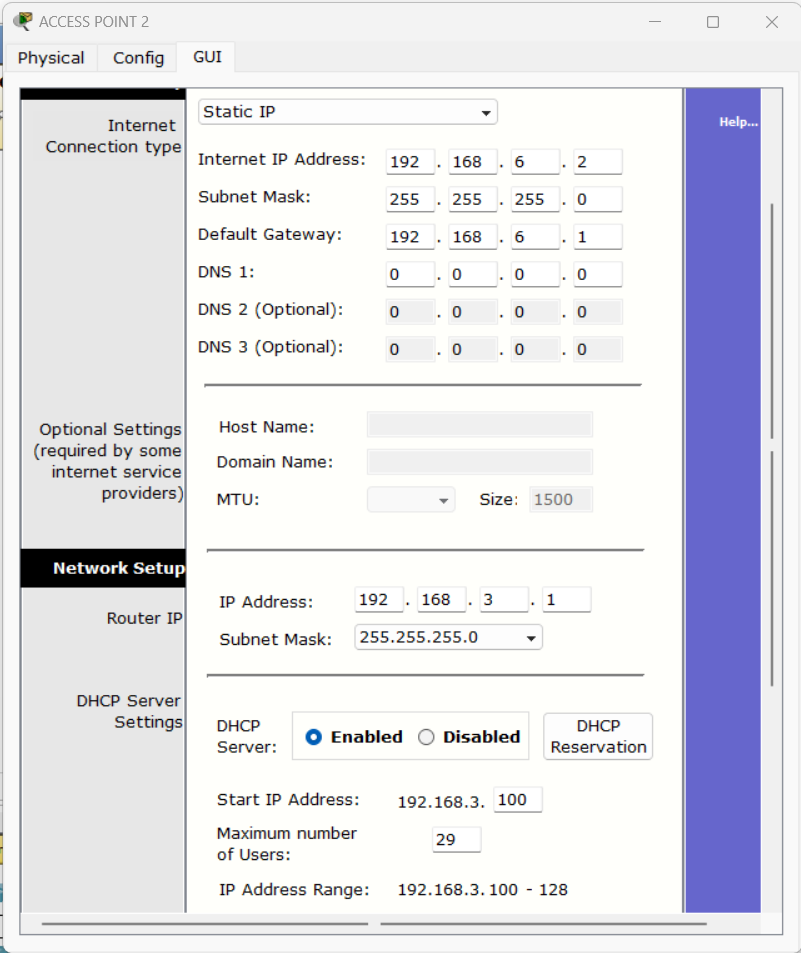 ACCESS POINT 2
Physical Config GUI
Help...
Internet
Connection type
Static IP
Internet IP Address: 192 . 168 . 6 . 2
Subnet Mask: 255 . 255 . 255 . 0
Default Gateway: 192 . 168 . 6 . 1
DNS 1: 0 . 0 . 0 . 0
DNS 2 (Optional): 0 . 0 . 0 . 0
DNS 3 (Optional): 0 . 0 . 0 . 0
Optional Settings
(required by some
internet service
providers)
Host Name:
Domain Name:
MTU: Size: 1500
Network Setup
Router IP
IP Address: 192 . 168 . 3 . 1
Subnet Mask: 255.255.255.0
DHCP Server
Settings
DHCP
Server:
Enabled Disabled
DHCP
Reservation
Start IP Address: 192.168.3. 100
Maximum number
of Users:
29
IP Address Range: 192.168.3.100 - 128